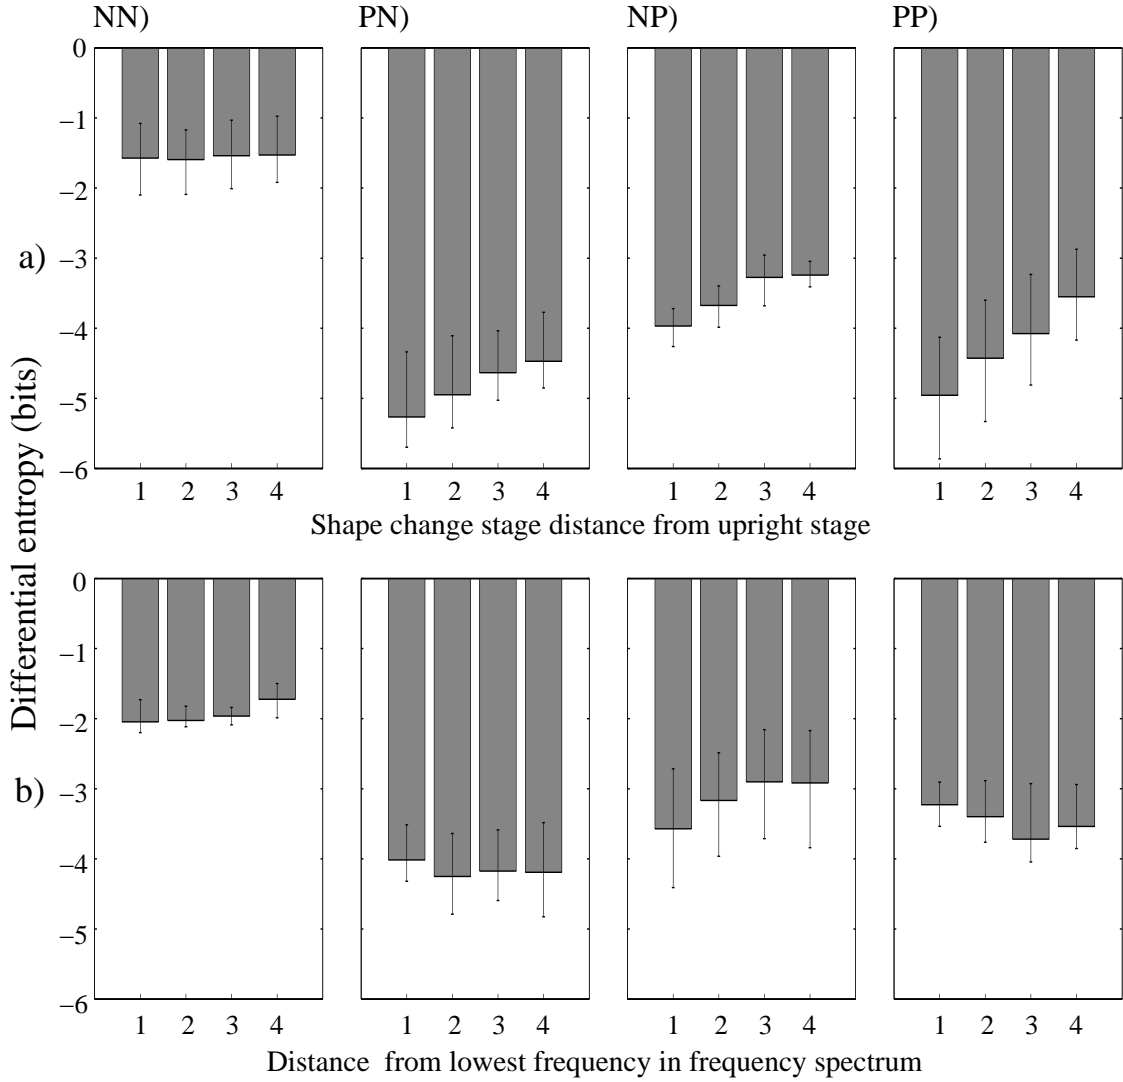 NN) PN) NP) PP)
0
−1
−2
a) −3
−4
−5
−6
1 2 3 4 1 2 3 4 1 2 3 4 1 2 3 4
Shape change stage distance from upright stage
Differential entropy (bits)
0
−1
−2
b) −3
−4
−5
−6
1 2 3 4 1 2 3 4 1 2 3 4 1 2 3 4
Distance from lowest frequency in frequency spectrum